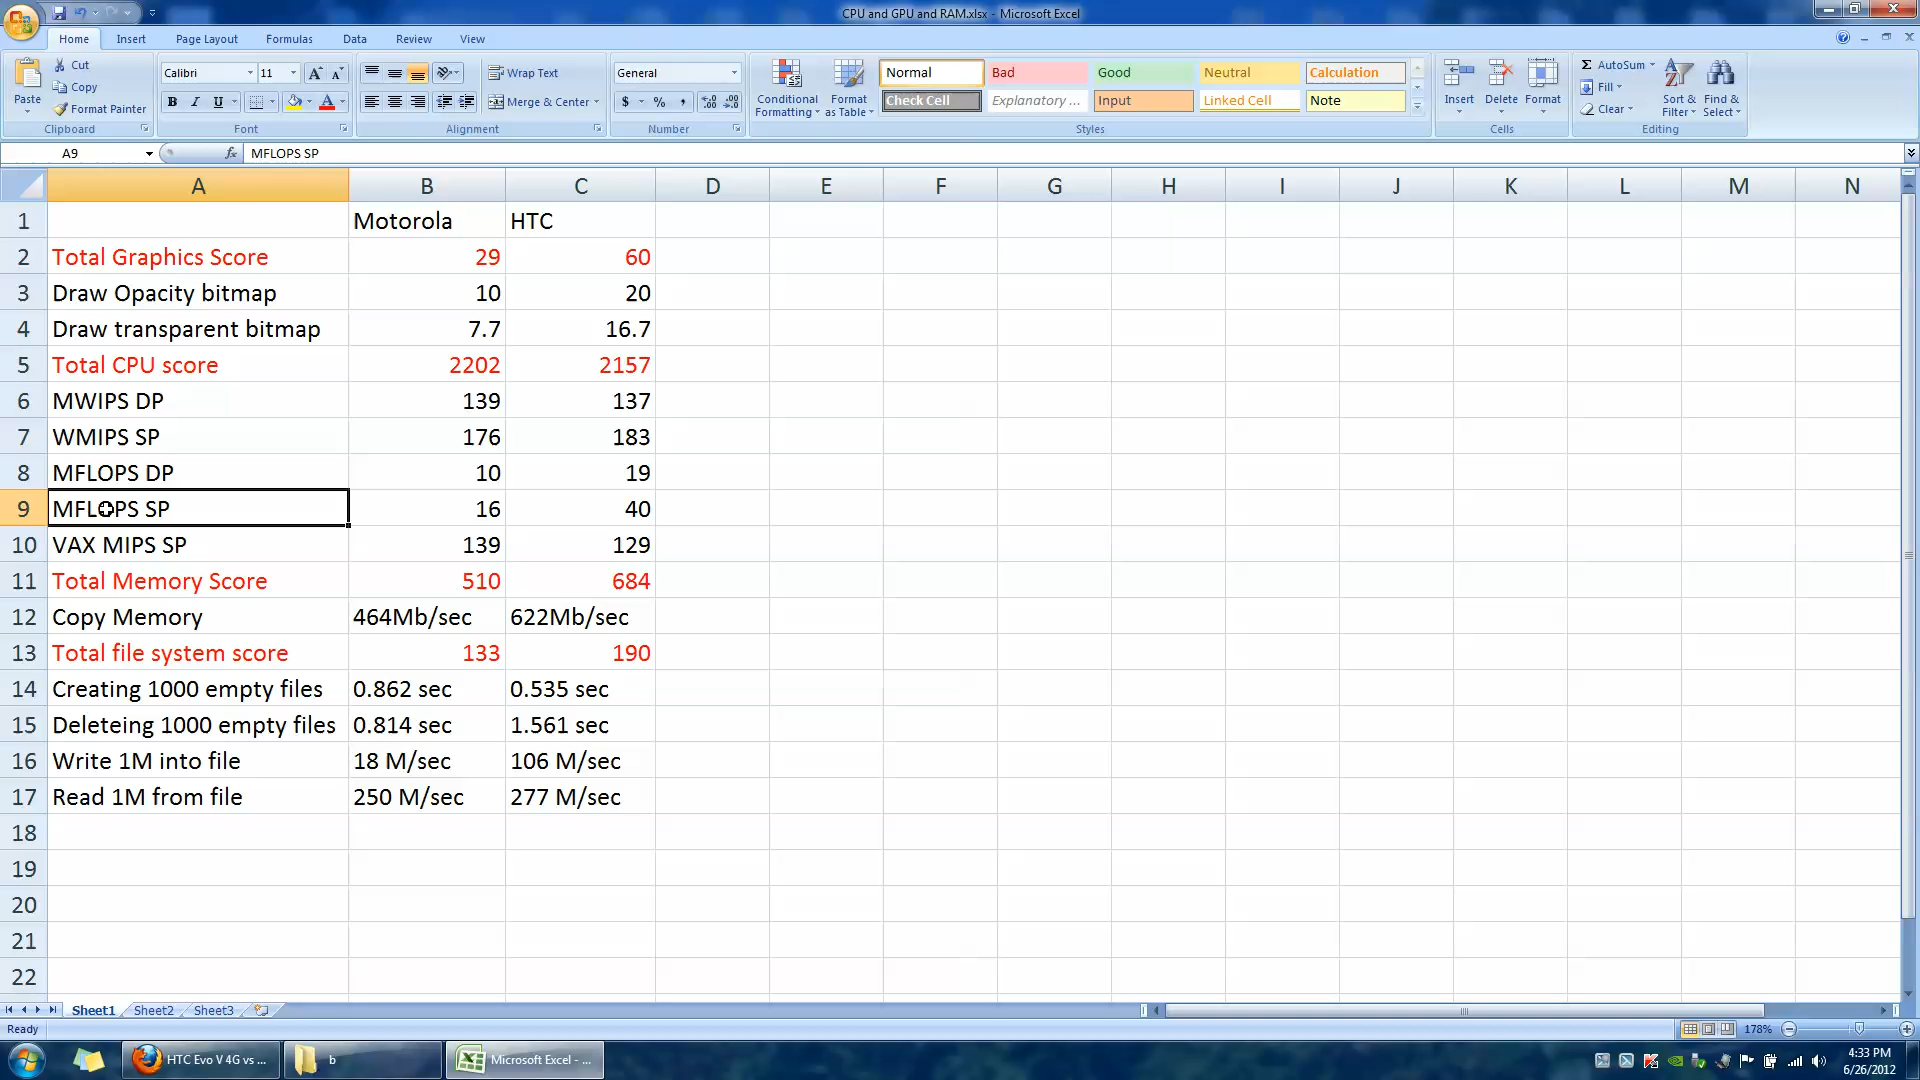 CPU and GPU and RAM.xlsx - Microsoft Excel
Home Insert Page Layout Formulas Data Review View
Paste Cut Copy Format Painter Clipboard
Calibri 11 A A B I U A Font
Wrap Text Merge & Center Alignment
General $ % , Number
Conditional Formatting Format as Table
Normal Bad Good Neutral Calculation
Check Cell Explanatory ... Input Linked Cell Note
Styles
Insert Delete Format Cells
Σ AutoSum Fill Clear Sort & Filter Find & Select Editing
A9 fx MFLOPS SP
A B C D E F G H I J K L M N
1 Motorola HTC
2 Total Graphics Score 29 60
3 Draw Opacity bitmap 10 20
4 Draw transparent bitmap 7.7 16.7
5 Total CPU score 2202 2157
6 MWIPS DP 139 137
7 WMIPS SP 176 183
8 MFLOPS DP 10 19
9 MFLOPS SP 16 40
10 VAX MIPS SP 139 129
11 Total Memory Score 510 684
12 Copy Memory 464Mb/sec 622Mb/sec
13 Total file system score 133 190
14 Creating 1000 empty files 0.862 sec 0.535 sec
15 Deleteing 1000 empty files 0.814 sec 1.561 sec
16 Write 1M into file 18 M/sec 106 M/sec
17 Read 1M from file 250 M/sec 277 M/sec
18
19
20
21
22
Sheet1 Sheet2 Sheet3
Ready 178%
HTC Evo V 4G vs ... b Microsoft Excel - ...
4:33 PM
6/26/2012